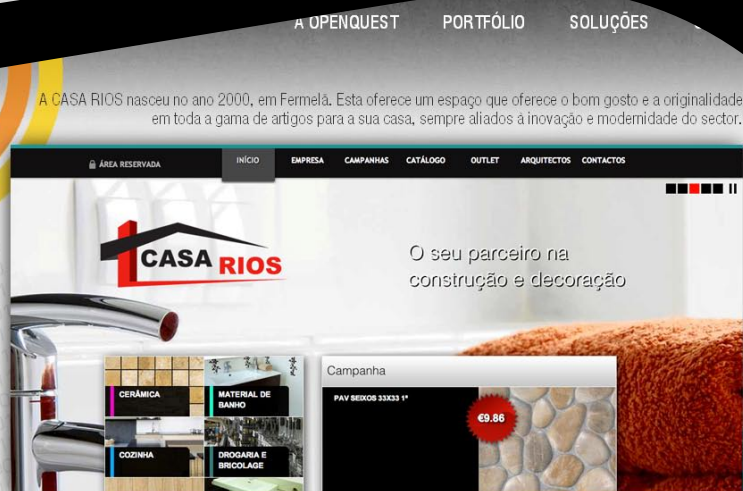 A OPENQUEST PORTFÓLIO SOLUÇÕES
A CASA RIOS nasceu no ano 2000, em Fermelã. Esta oferece um espaço que oferece o bom gosto e a originalidade
em toda a gama de artigos para a sua casa, sempre aliados à inovação e modernidade do sector.
ÁREA RESERVADA INÍCIO EMPRESA CAMPANHAS CATÁLOGO OUTLET ARQUITECTOS CONTACTOS
CASA RIOS
O seu parceiro na
construção e decoração
Campanha
CERÂMICA
MATERIAL DE
BANHO
PAV SEIXOS 33X33 1ª
€9.86
COZINHA
DROGARIA E
BRICOLAGE